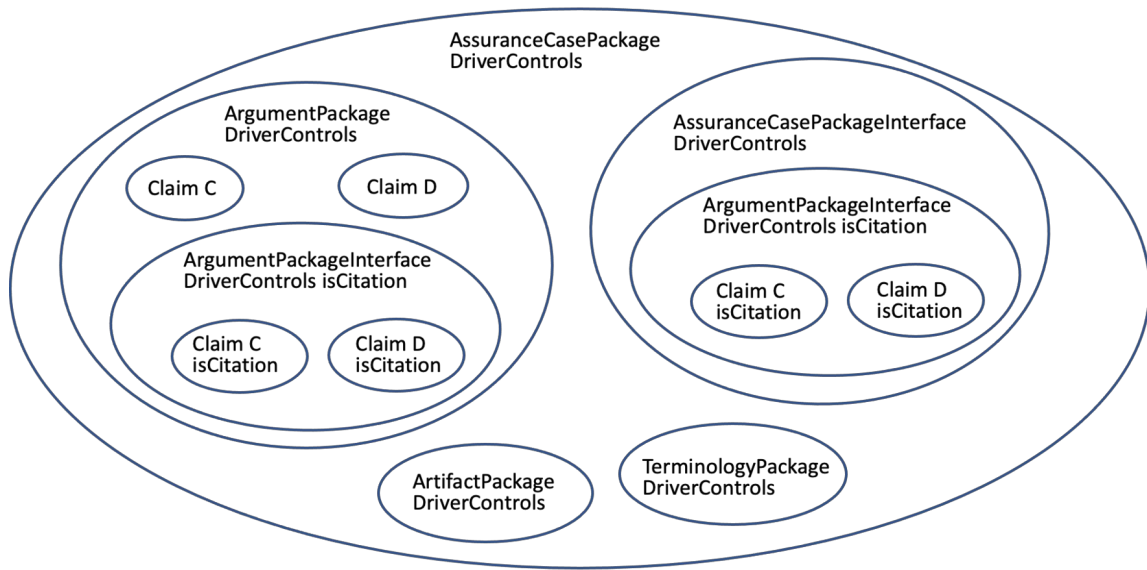 AssuranceCasePackage
DriverControls
ArgumentPackage
DriverControls
Claim C
Claim D
ArgumentPackageInterface
DriverControls isCitation
Claim C
isCitation
Claim D
isCitation
AssuranceCasePackageInterface
DriverControls
ArgumentPackageInterface
DriverControls isCitation
Claim C
isCitation
Claim D
isCitation
ArtifactPackage
DriverControls
TerminologyPackage
DriverControls